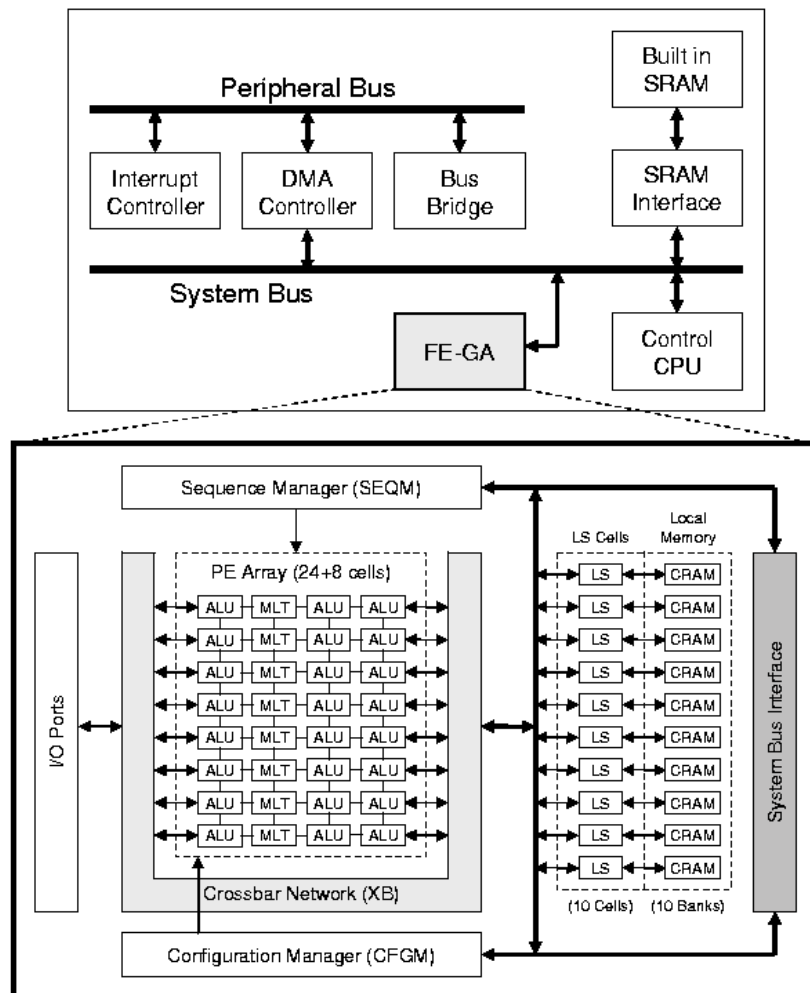 Built in
SRAM
Peripheral Bus
Interrupt
Controller
DMA
Controller
Bus
Bridge
SRAM
Interface
System Bus
FE-GA
Control
CPU
Sequence Manager (SEQM)
I/O Ports
PE Array (24+8 cells)
ALU MLT ALU ALU
ALU MLT ALU ALU
ALU MLT ALU ALU
ALU MLT ALU ALU
ALU MLT ALU ALU
ALU MLT ALU ALU
ALU MLT ALU ALU
ALU MLT ALU ALU
Crossbar Network (XB)
Configuration Manager (CFGM)
LS Cells
Local
Memory
LS CRAM
LS CRAM
LS CRAM
LS CRAM
LS CRAM
LS CRAM
LS CRAM
LS CRAM
LS CRAM
LS CRAM
(10 Cells) (10 Banks)
System Bus Interface